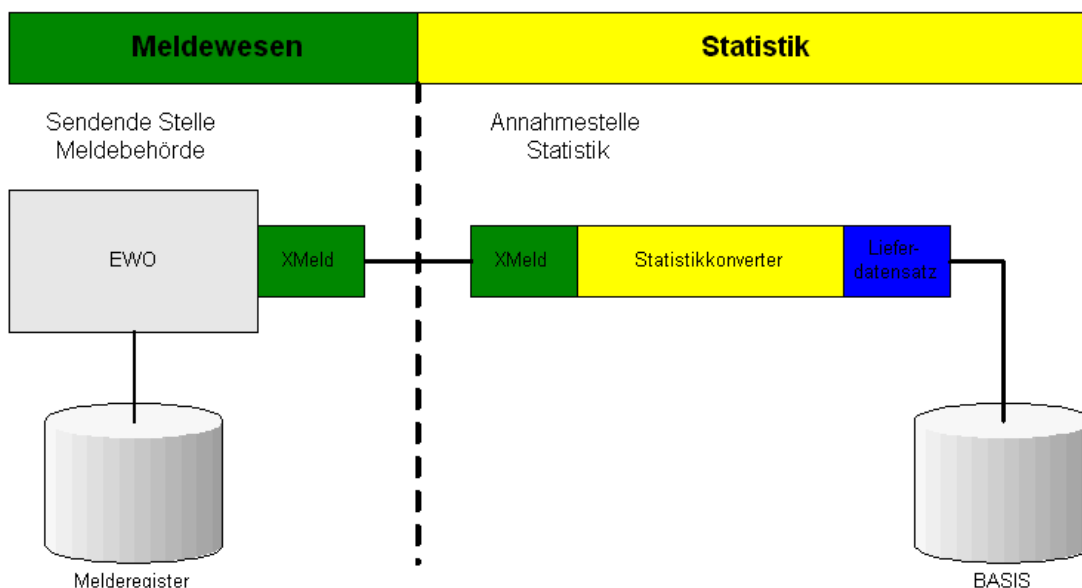 Meldewesen
Statistik
Sendende Stelle
Meldebehörde
Annahmestelle
Statistik
EWO
XMeld
XMeld
Statistikkonverter
Liefer-
datensatz
Melderegister
BASIS